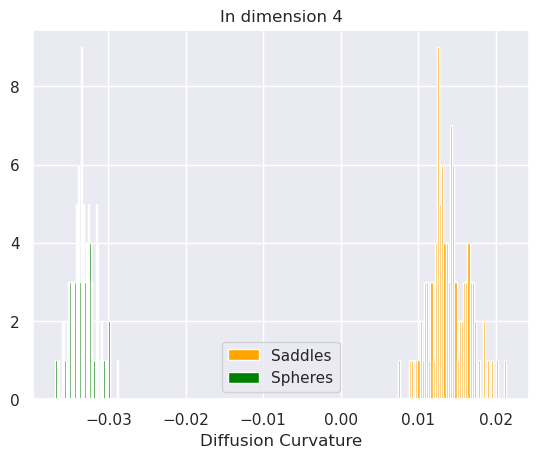 In dimension 4
8
6
4
2
0
Saddles
Spheres
−0.03 −0.02 −0.01 0.00 0.01 0.02
Diffusion Curvature